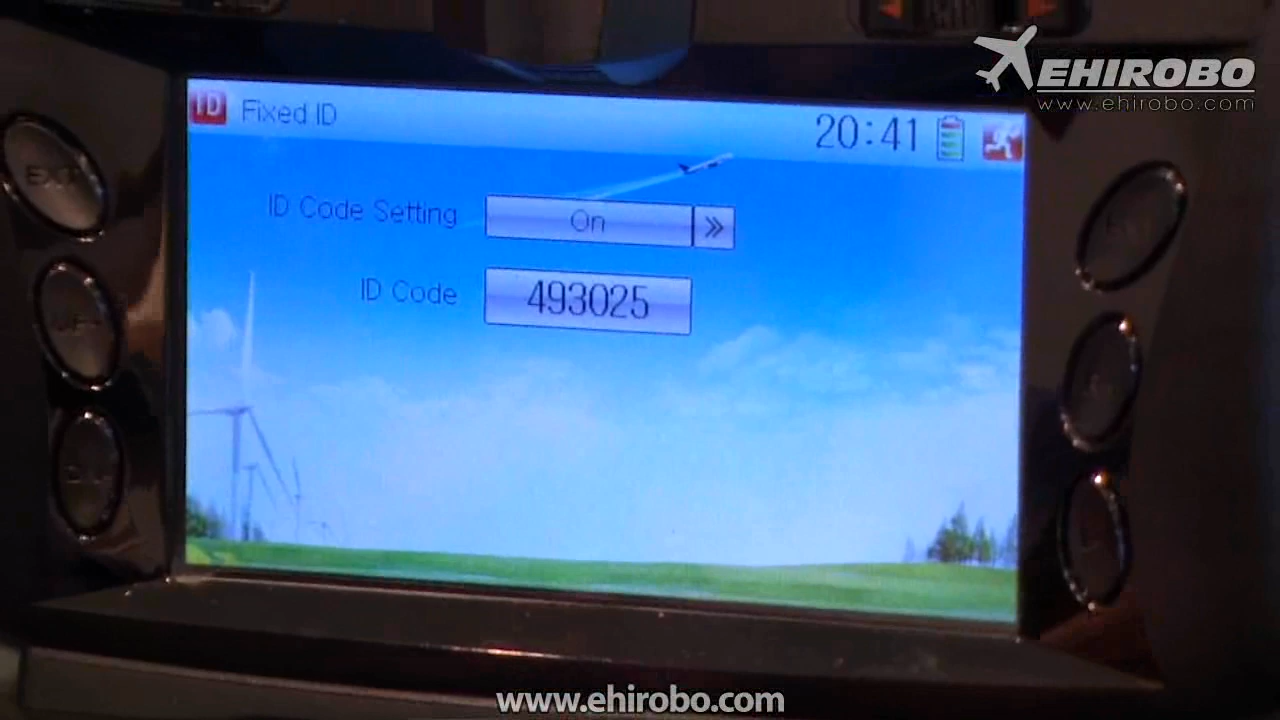 EHIROBO
www.ehirobo.com
ID Fixed ID
20:41
EXIT
ID Code Setting On »
ID Code 493025
www.ehirobo.com